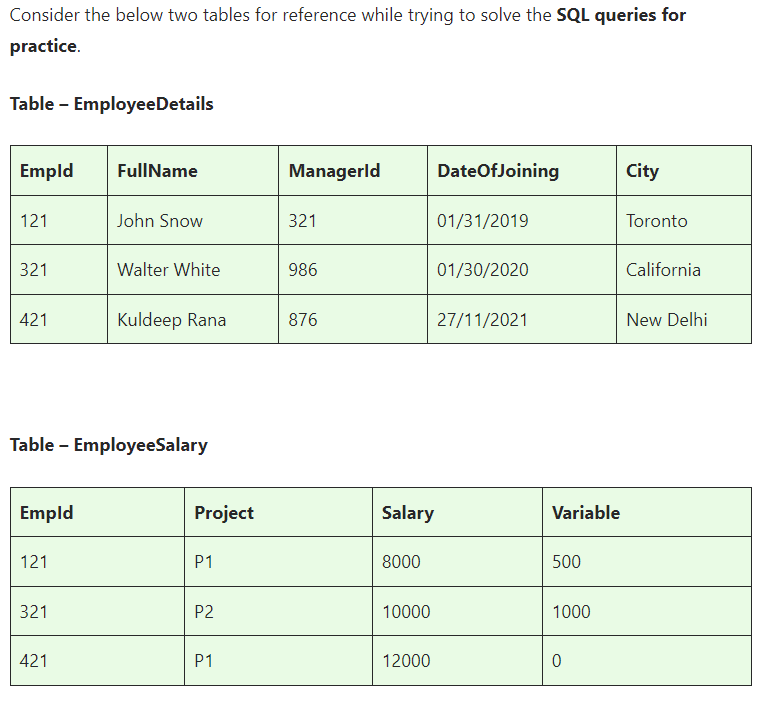 Consider the below two tables for reference while trying to solve the SQL queries for
practice.
Table – EmployeeDetails
EmpId FullName ManagerId DateOfJoining City
121 John Snow 321 01/31/2019 Toronto
321 Walter White 986 01/30/2020 California
421 Kuldeep Rana 876 27/11/2021 New Delhi
Table – EmployeeSalary
EmpId Project Salary Variable
121 P1 8000 500
321 P2 10000 1000
421 P1 12000 0